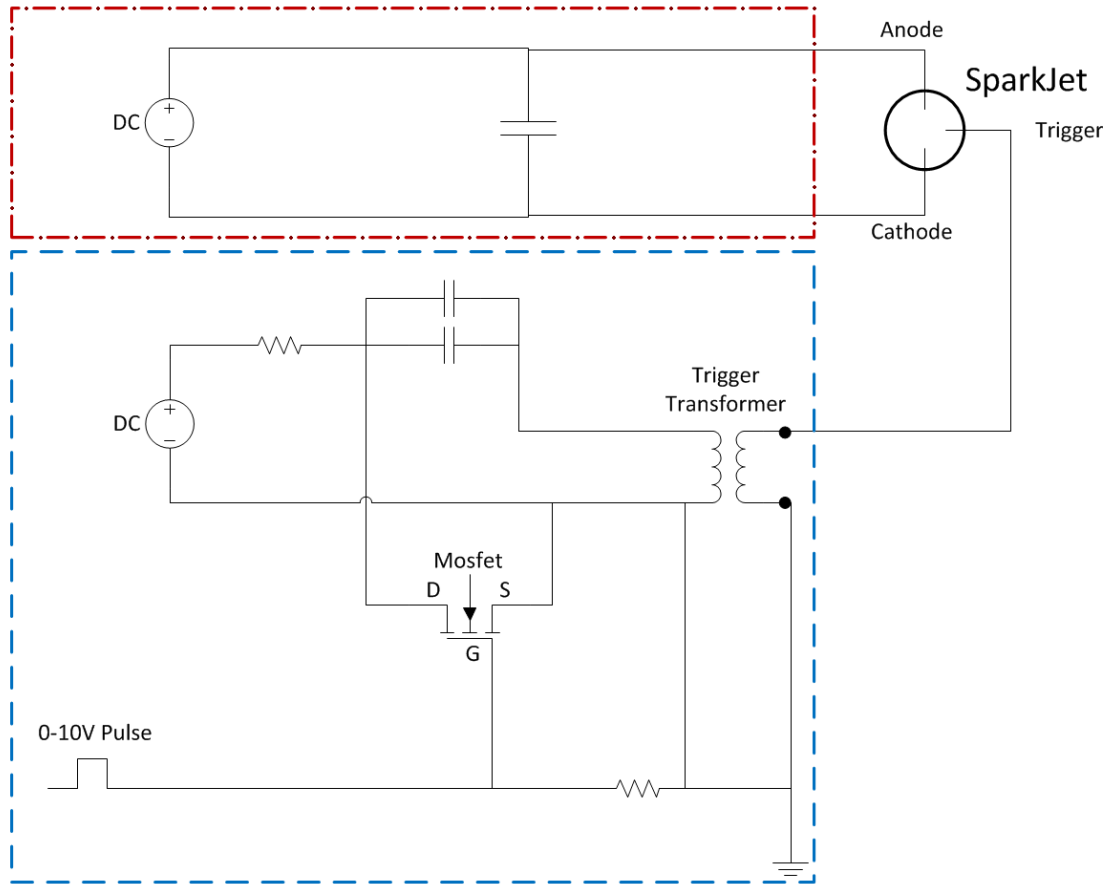 Anode
SparkJet
DC
+
−
Trigger
Cathode
Trigger
Transformer
DC
+
−
Mosfet
D
S
G
0-10V Pulse